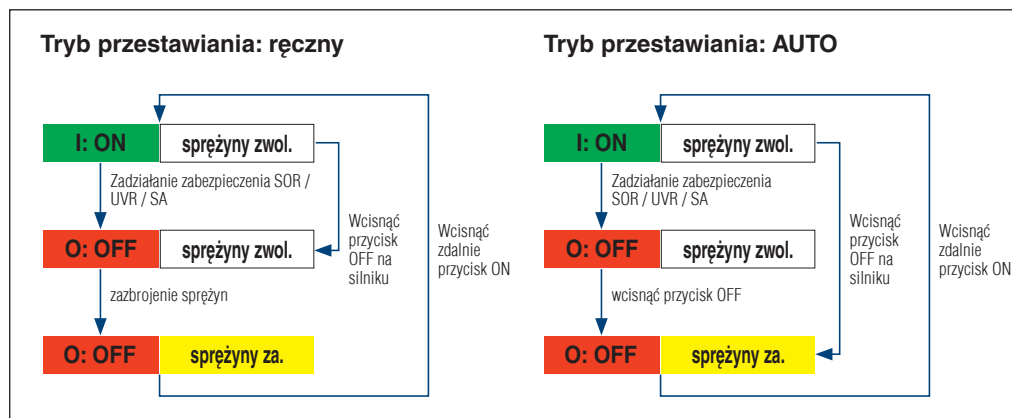 Tryb przestawiania: ręczny
I: ON
sprężyny zwol.
Zadziałanie zabezpieczenia SOR /
UVR / SA
O: OFF
sprężyny zwol.
Wcisnąć
przycisk
OFF na
silniku
Wcisnąć
zdalnie
przycisk ON
zazbrojenie sprężyn
O: OFF
sprężyny za.
Tryb przestawiania: AUTO
I: ON
sprężyny zwol.
Zadziałanie zabezpieczenia
SOR / UVR / SA
O: OFF
sprężyny zwol.
Wcisnąć
przycisk
OFF na
silniku
Wcisnąć
zdalnie
przycisk ON
wcisnąć przycisk OFF
O: OFF
sprężyny za.